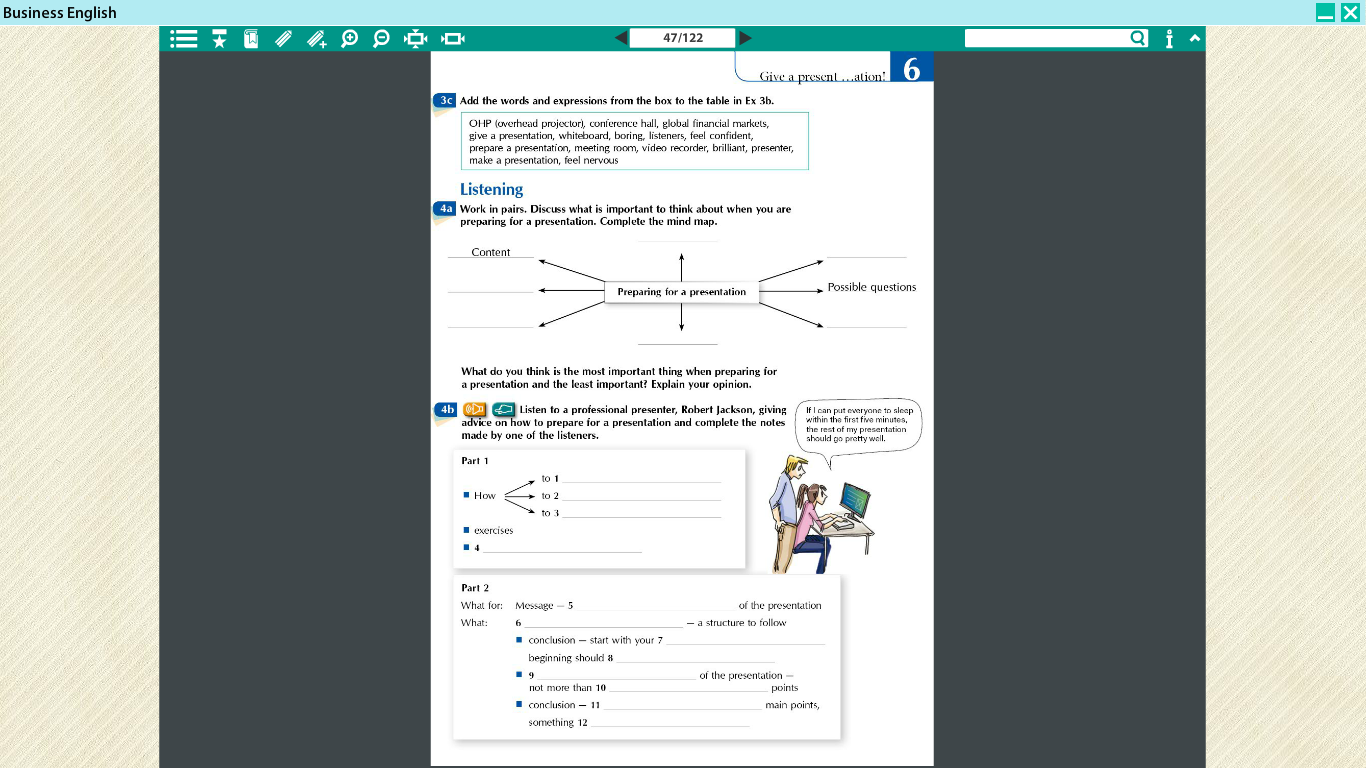 Business English
47/122
Give a present ...ation!
6
3c Add the words and expressions from the box to the table in Ex 3b.
OHP (overhead projector), conference hall, global financial markets,
give a presentation, whiteboard, boring, listeners, feel confident,
prepare a presentation, meeting room, video recorder, brilliant, presenter,
make a presentation, feel nervous
Listening
4a Work in pairs. Discuss what is important to think about when you are
preparing for a presentation. Complete the mind map.
Content
Preparing for a presentation
Possible questions
What do you think is the most important thing when preparing for
a presentation and the least important? Explain your opinion.
4b Listen to a professional presenter, Robert Jackson, giving
advice on how to prepare for a presentation and complete the notes
made by one of the listeners.
If I can put everyone to sleep
within the first five minutes,
the rest of my presentation
should go pretty well.
Part 1
to 1
How
to 2
to 3
exercises
4
Part 2
What for: Message – 5 of the presentation
What: 6 – a structure to follow
conclusion – start with your 7
beginning should 8
9 of the presentation –
not more than 10 points
conclusion – 11 main points,
something 12